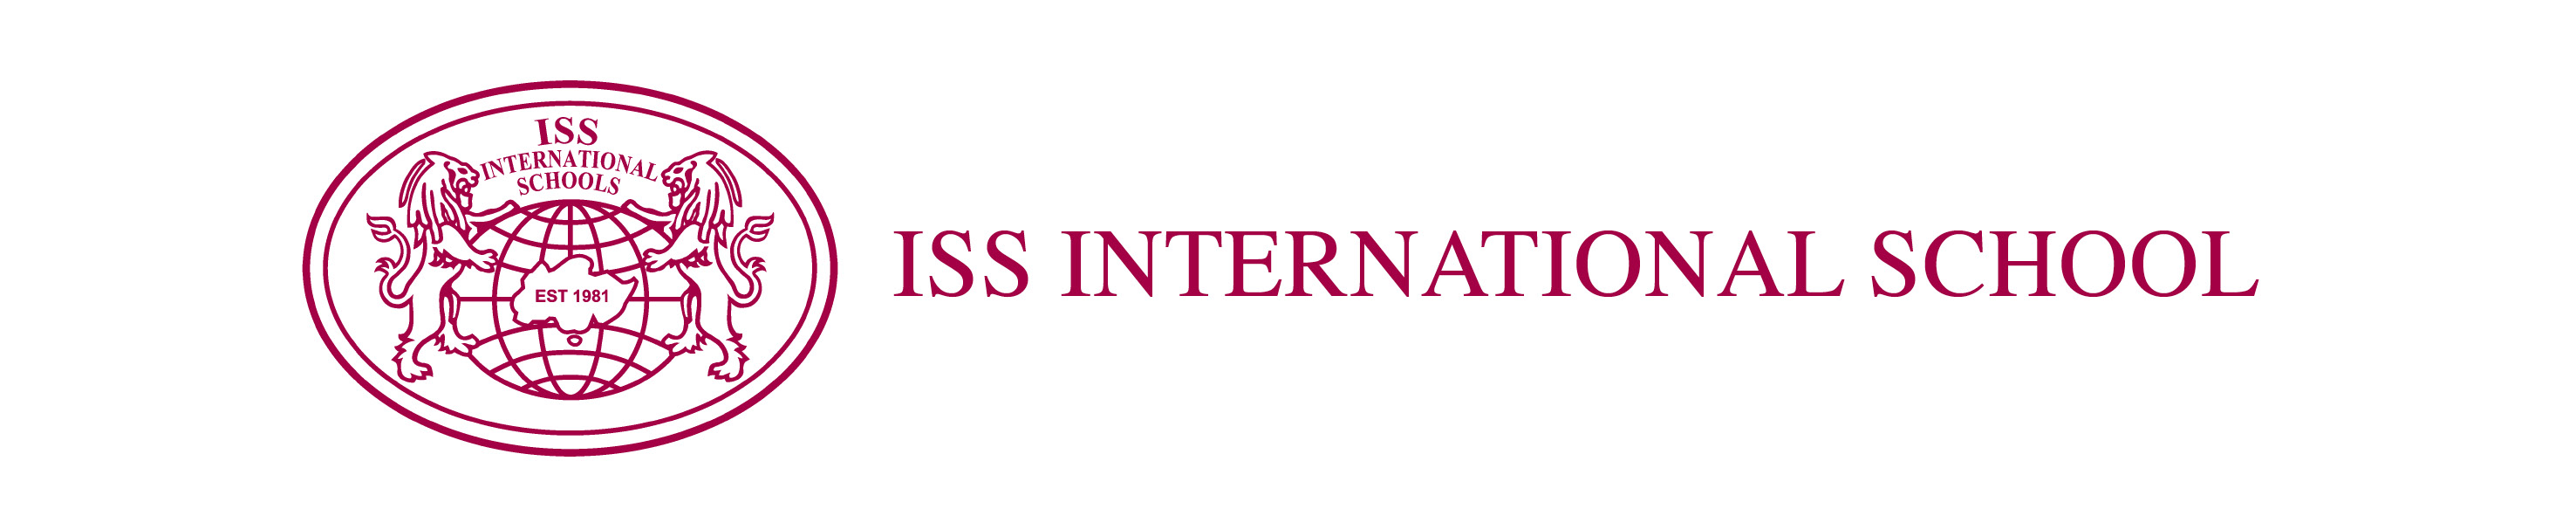 ISS
INTERNATIONAL
SCHOOLS
EST 1981
ISS INTERNATIONAL SCHOOL